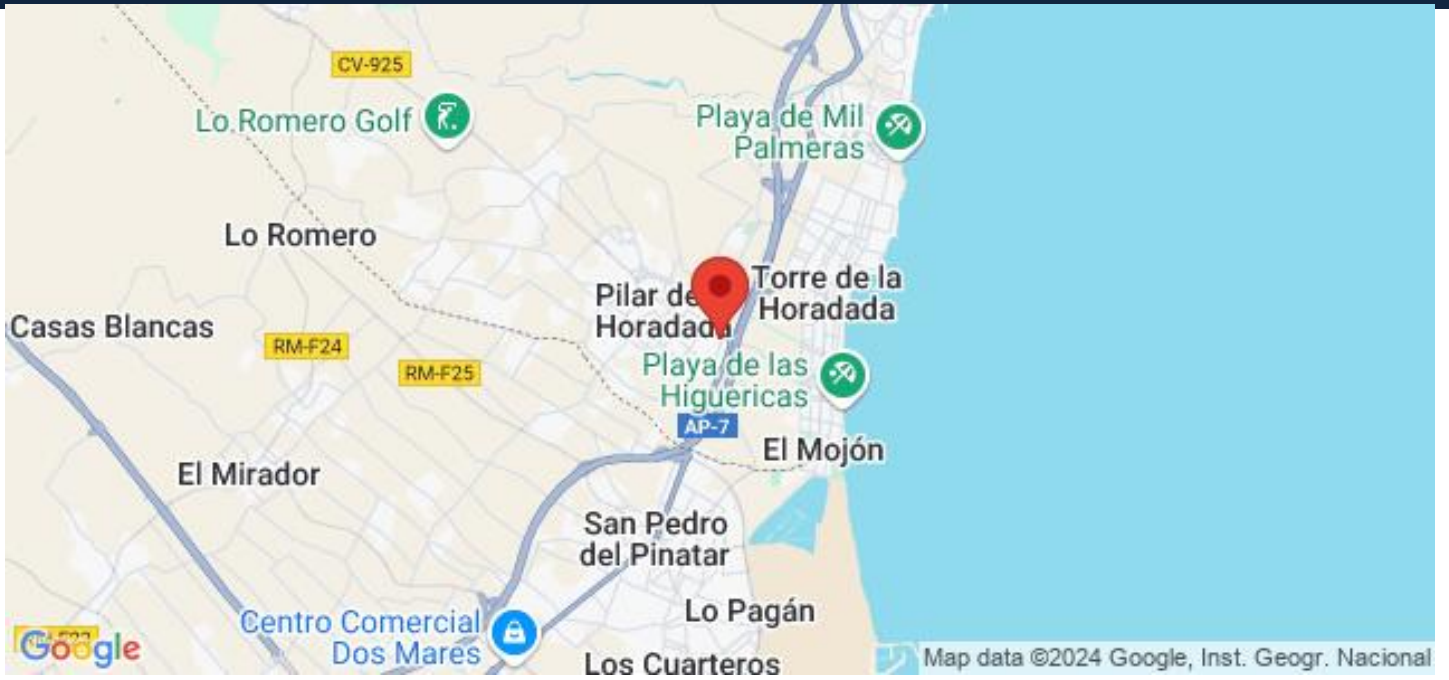 CV-925
Lo Romero Golf
Playa de Mil
Palmeras
Lo Romero
Pilar de
Horadada
Torre de la
Horadada
Casas Blancas
RM-F24
RM-F25
Playa de las
Higuericas
AP-7
El Mojón
El Mirador
San Pedro
del Pinatar
Lo Pagán
Centro Comercial
Dos Mares
Google
Los Cuarteros
Map data ©2024 Google, Inst. Geogr. Nacional